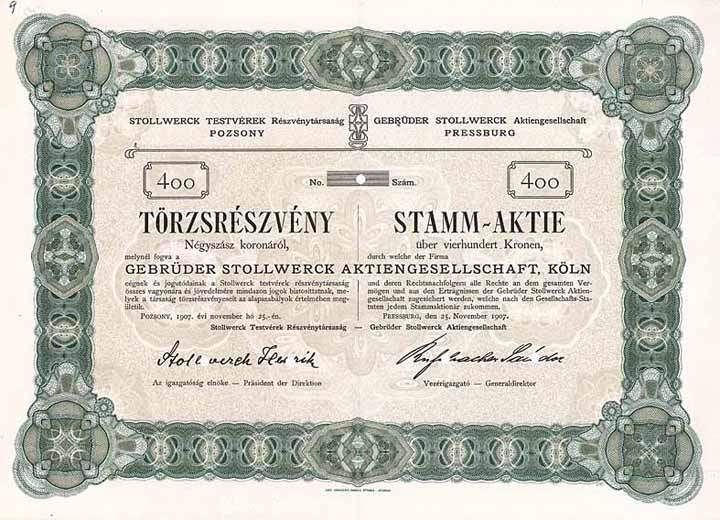 9
STOLLWERCK TESTVÉREK Részvénytársaság
POZSONY
GEBRÜDER STOLLWERCK Aktiengesellschaft
PRESSBURG
400
No. Szám.
400
TÖRZSRÉSZVÉNY
Négyszász koronáról,
melynél fogva a
STAMM-AKTIE
über vierhundert Kronen,
durch welche der Firma
GEBRÜDER STOLLWERCK AKTIENGESELLSCHAFT, KÖLN
cégnek és jogutódainak a Stollwerck testvérek részvénytársaság
összes vagyonára és jövedelmére mindazon jogok biztosíttatnak, me-
lyek a társaság törzsrészvényeseit az alapszabályok értelmében meg-
illetik.
POZSONY, 1907. évi november hó 25.-én.
und deren Rechtsnachfolgern alle Rechte an dem gesamten Ver-
mögen und aus den Erträgnissen der Gebrüder Stollwerck Aktien-
gesellschaft zugesichert werden, welche nach den Gesellschafts-Sta-
tuten jedem Stammaktionär zukommen.
PRESSBURG, den 25. November 1907.
Stollwerck Testvérek Részvénytársaság — Gebrüder Stollwerck Aktiengesellschaft
Stollwerck Henrik
Az igazgatóság elnöke — Präsident der Direktion
Vezérigazgató — Generaldirektor